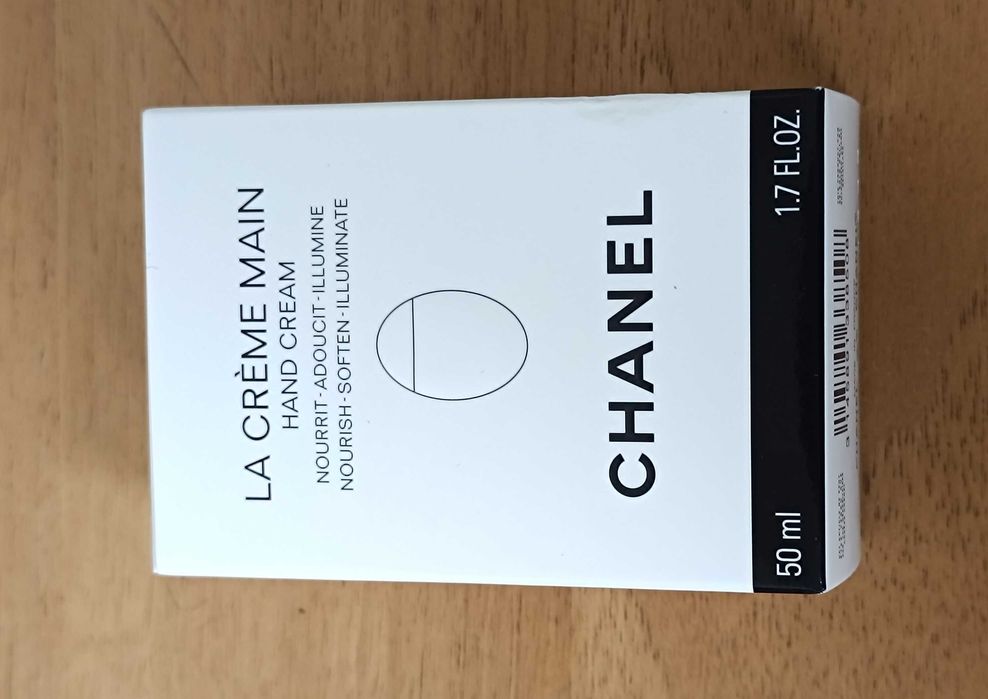 LA CRÈME MAIN
HAND CREAM
NOURRIT-ADOUCIT-ILLUMINE
NOURISH-SOFTEN-ILLUMINATE
CHANEL
50 ml 1.7 FL.OZ.